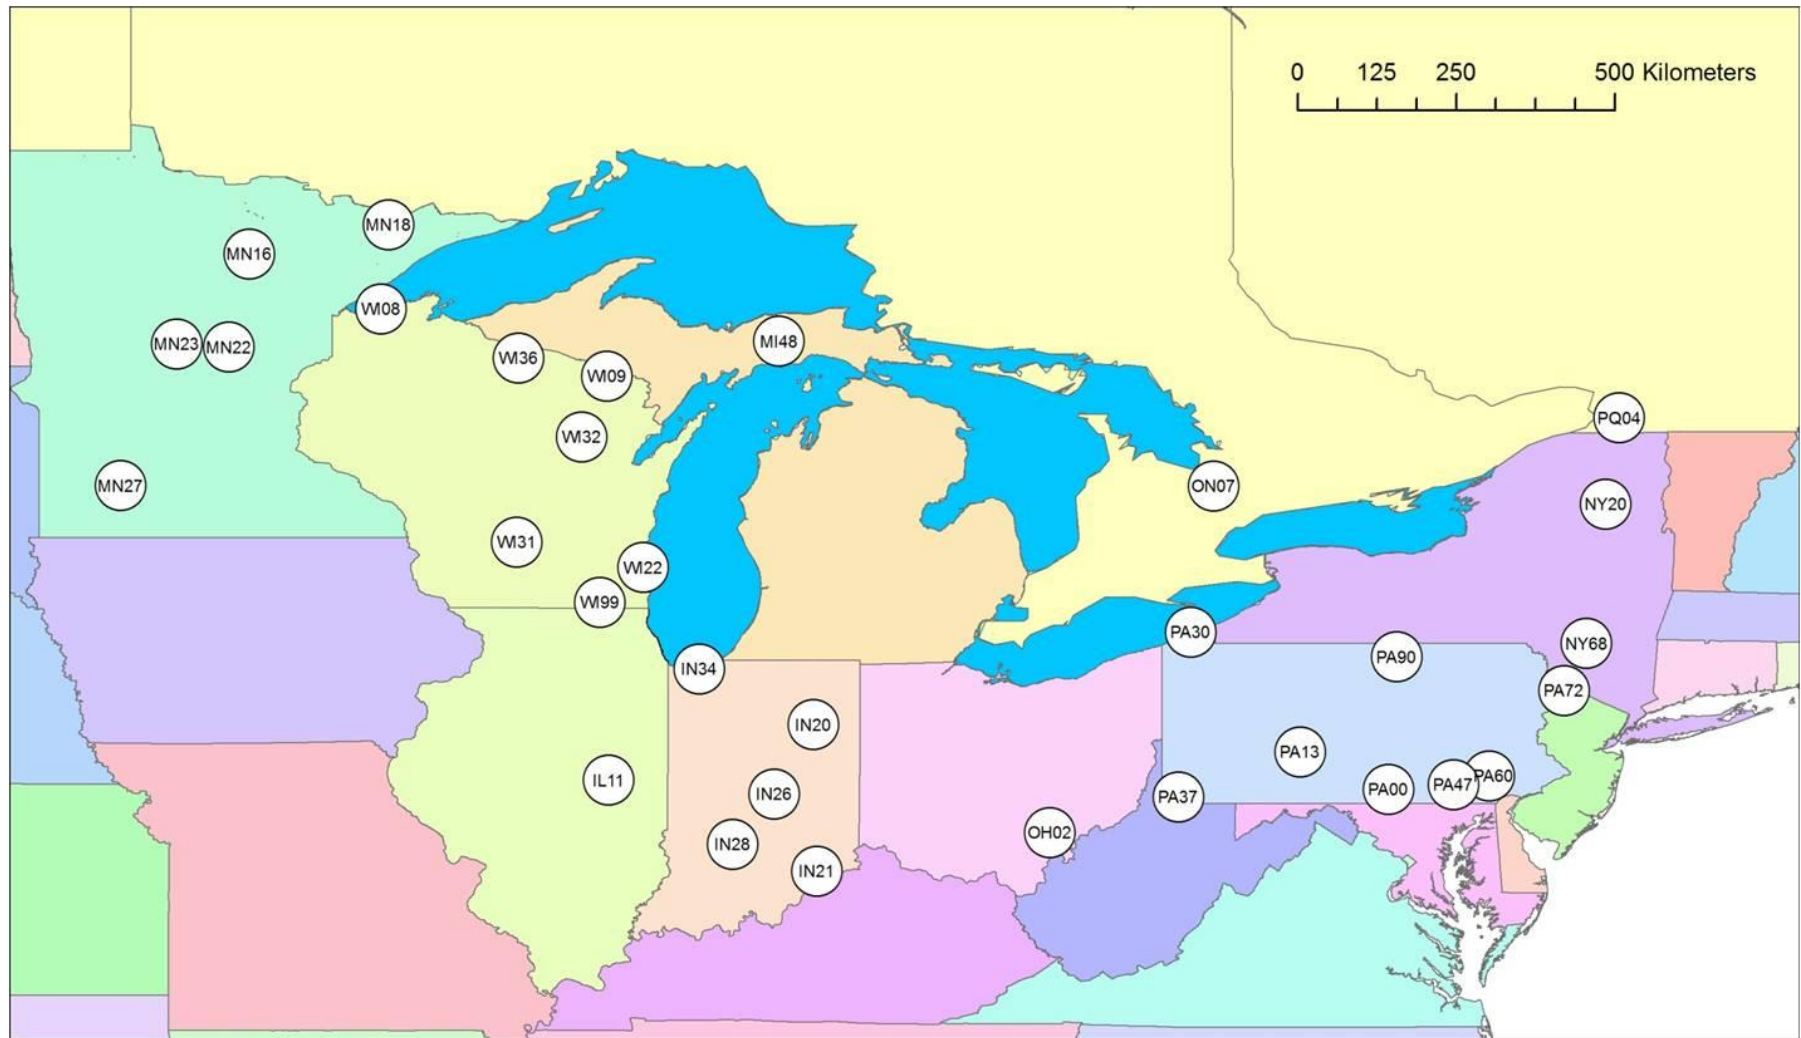 0 125 250 500 Kilometers
MN18
MN16
WI08
MN23
MN22
MI48
WI36
WI09
PQ04
WI32
MN27
ON07
NY20
WI31
WI22
WI99
PA30
NY68
PA90
IN34
PA72
IN20
PA13
IL11
PA60
PA47
PA00
IN26
PA37
OH02
IN28
IN21